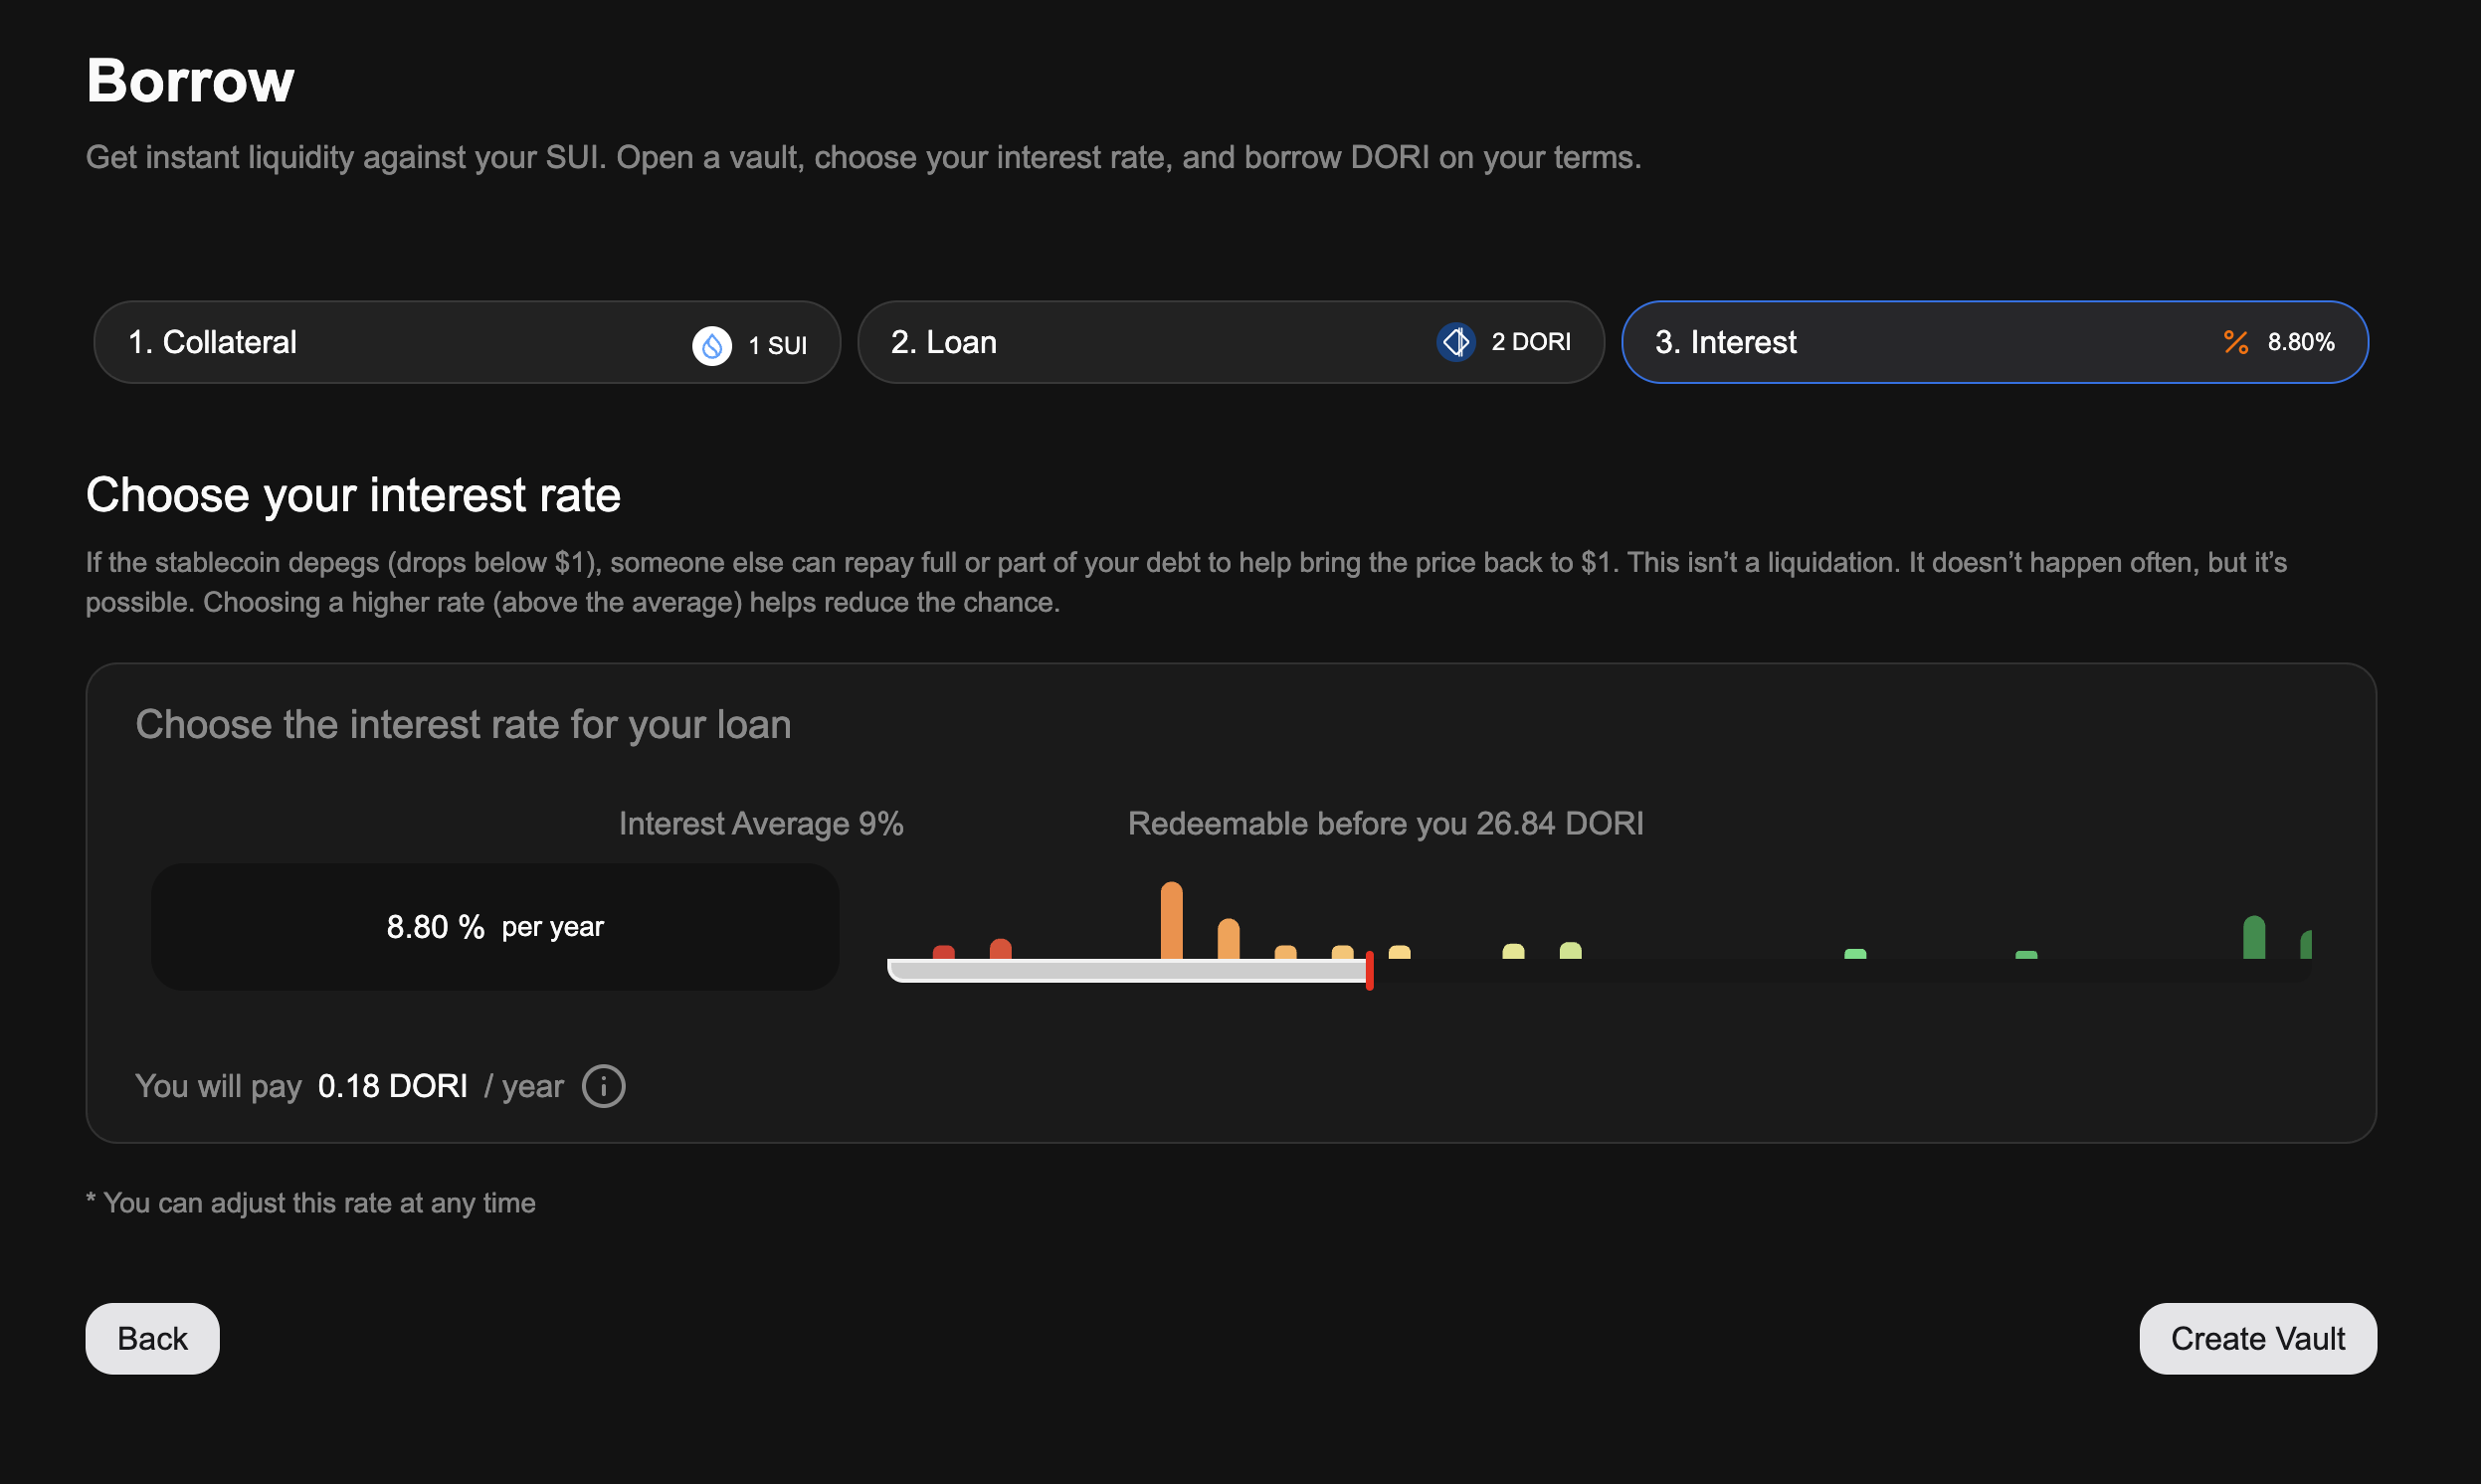 Borrow
Get instant liquidity against your SUI. Open a vault, choose your interest rate, and borrow DORI on your terms.
1. Collateral 1 SUI
2. Loan 2 DORI
3. Interest % 8.80%
Choose your interest rate
If the stablecoin depegs (drops below $1), someone else can repay full or part of your debt to help bring the price back to $1. This isn’t a liquidation. It doesn’t happen often, but it’s
possible. Choosing a higher rate (above the average) helps reduce the chance.
Choose the interest rate for your loan
Interest Average 9%
Redeemable before you 26.84 DORI
8.80 % per year
You will pay 0.18 DORI / year
* You can adjust this rate at any time
Back
Create Vault